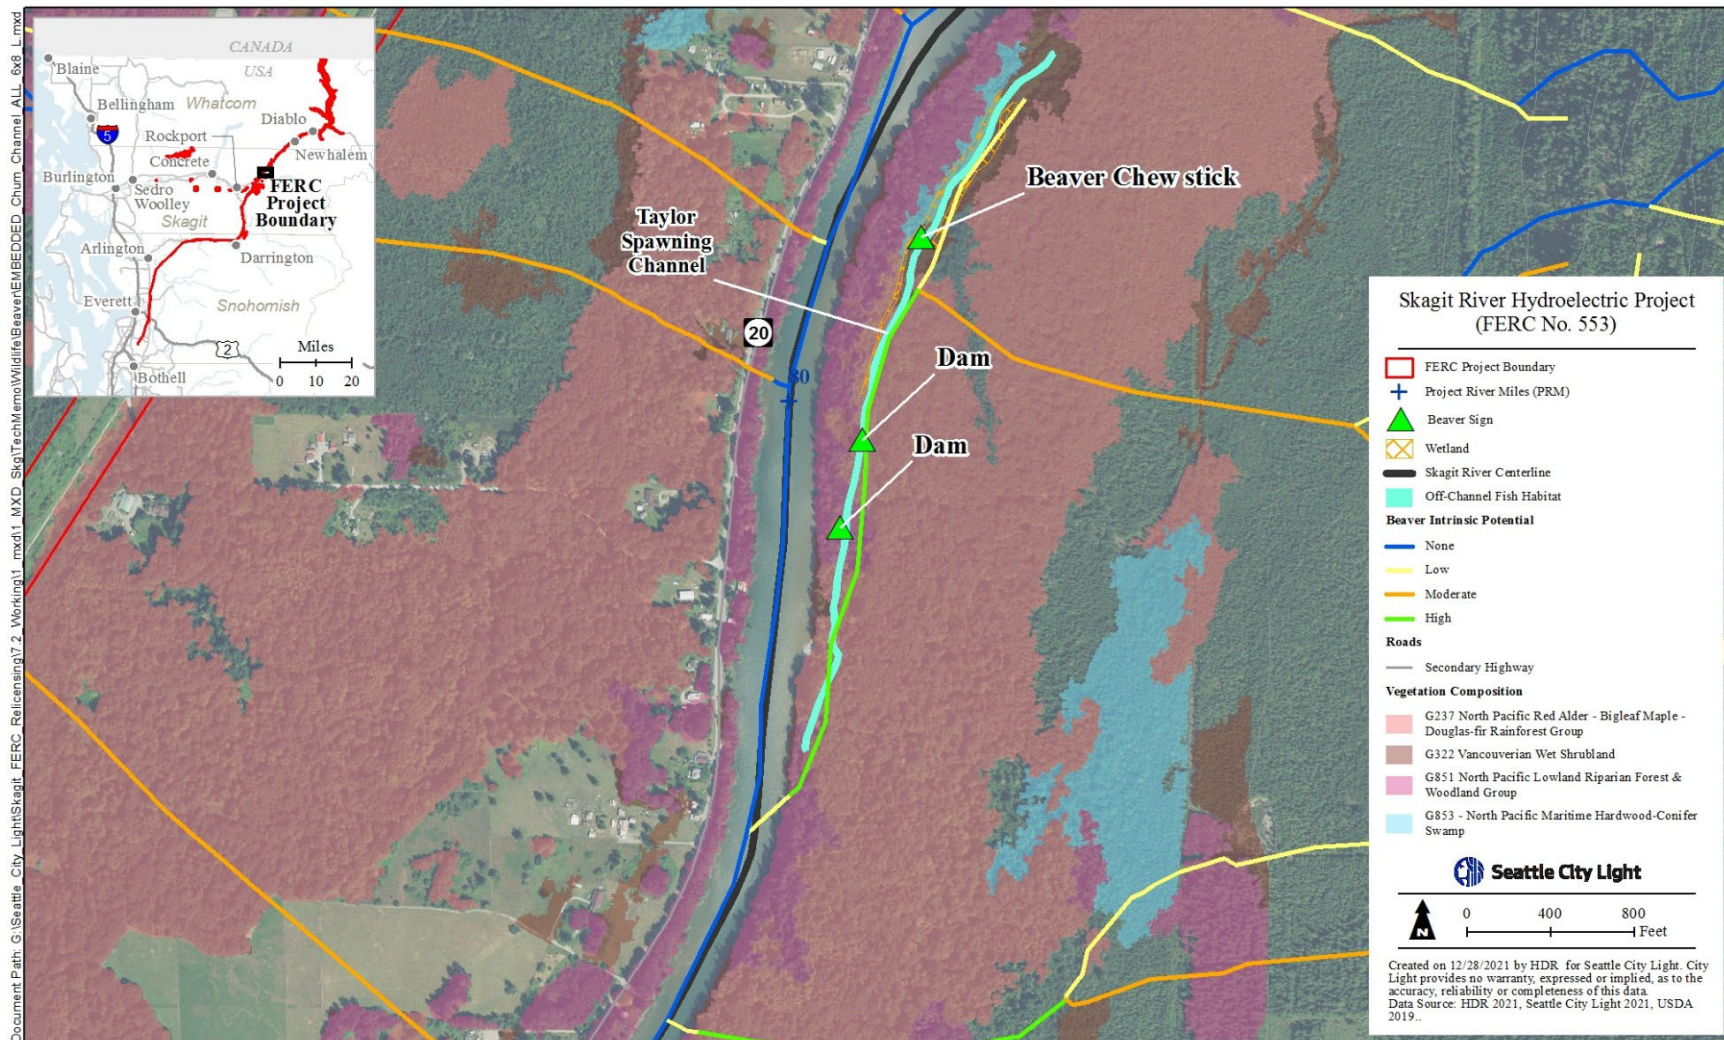 Document Path: G:\Seattle_City_Light\Skagit_FERC_Relicensing\7.2_Working\1_mxd\1_MXD_Skg\TechMemo\Wildlife\Beaver\EMBEDDED_Chum_Channel_ALL_6x8_L.mxd
CANADA
USA
Blaine
Bellingham
Whatcom
5
Rockport
Diablo
Concrete
Newhalem
Burlington
Sedro
Woolley
FERC
Project
Boundary
Skagit
Arlington
Darrington
Everett
Snohomish
2
Miles
0 10 20
Bothell
Beaver Chew stick
Taylor
Spawning
Channel
20
Dam
80
Dam
Skagit River Hydroelectric Project
(FERC No. 553)
FERC Project Boundary
Project River Miles (PRM)
Beaver Sign
Wetland
Skagit River Centerline
Off-Channel Fish Habitat
Beaver Intrinsic Potential
None
Low
Moderate
High
Roads
Secondary Highway
Vegetation Composition
G237 North Pacific Red Alder - Bigleaf Maple -
Douglas-fir Rainforest Group
G322 Vancouverian Wet Shrubland
G851 North Pacific Lowland Riparian Forest &
Woodland Group
G853 - North Pacific Maritime Hardwood-Conifer
Swamp
Seattle City Light
N
0 400 800
Feet
Created on 12/28/2021 by HDR for Seattle City Light. City
Light provides no warranty, expressed or implied, as to the
accuracy, reliability or completeness of this data.
Data Source: HDR 2021, Seattle City Light 2021, USDA
2019..